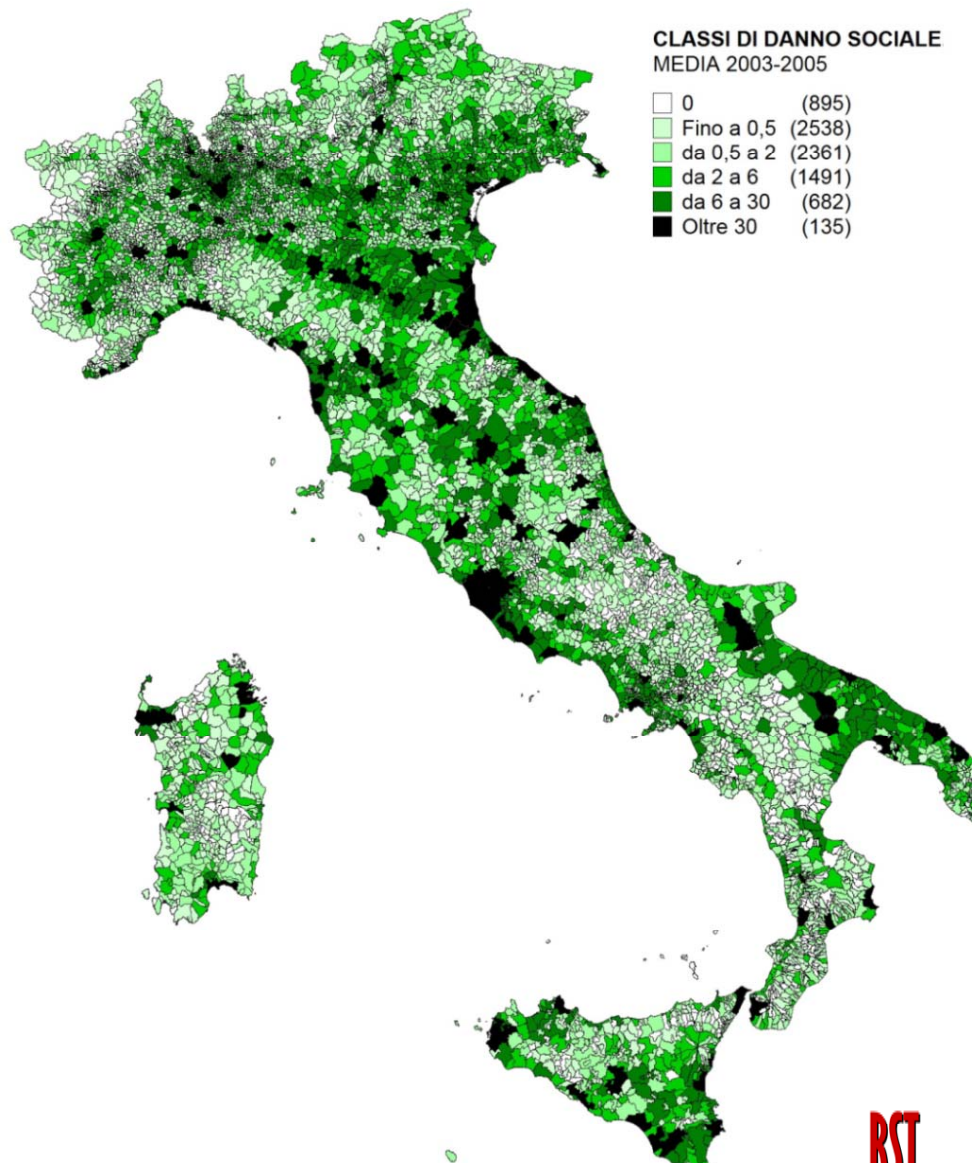 CLASSI DI DANNO SOCIALE
MEDIA 2003-2005
0 (895)
Fino a 0,5 (2538)
da 0,5 a 2 (2361)
da 2 a 6 (1491)
da 6 a 30 (682)
Oltre 30 (135)
RST